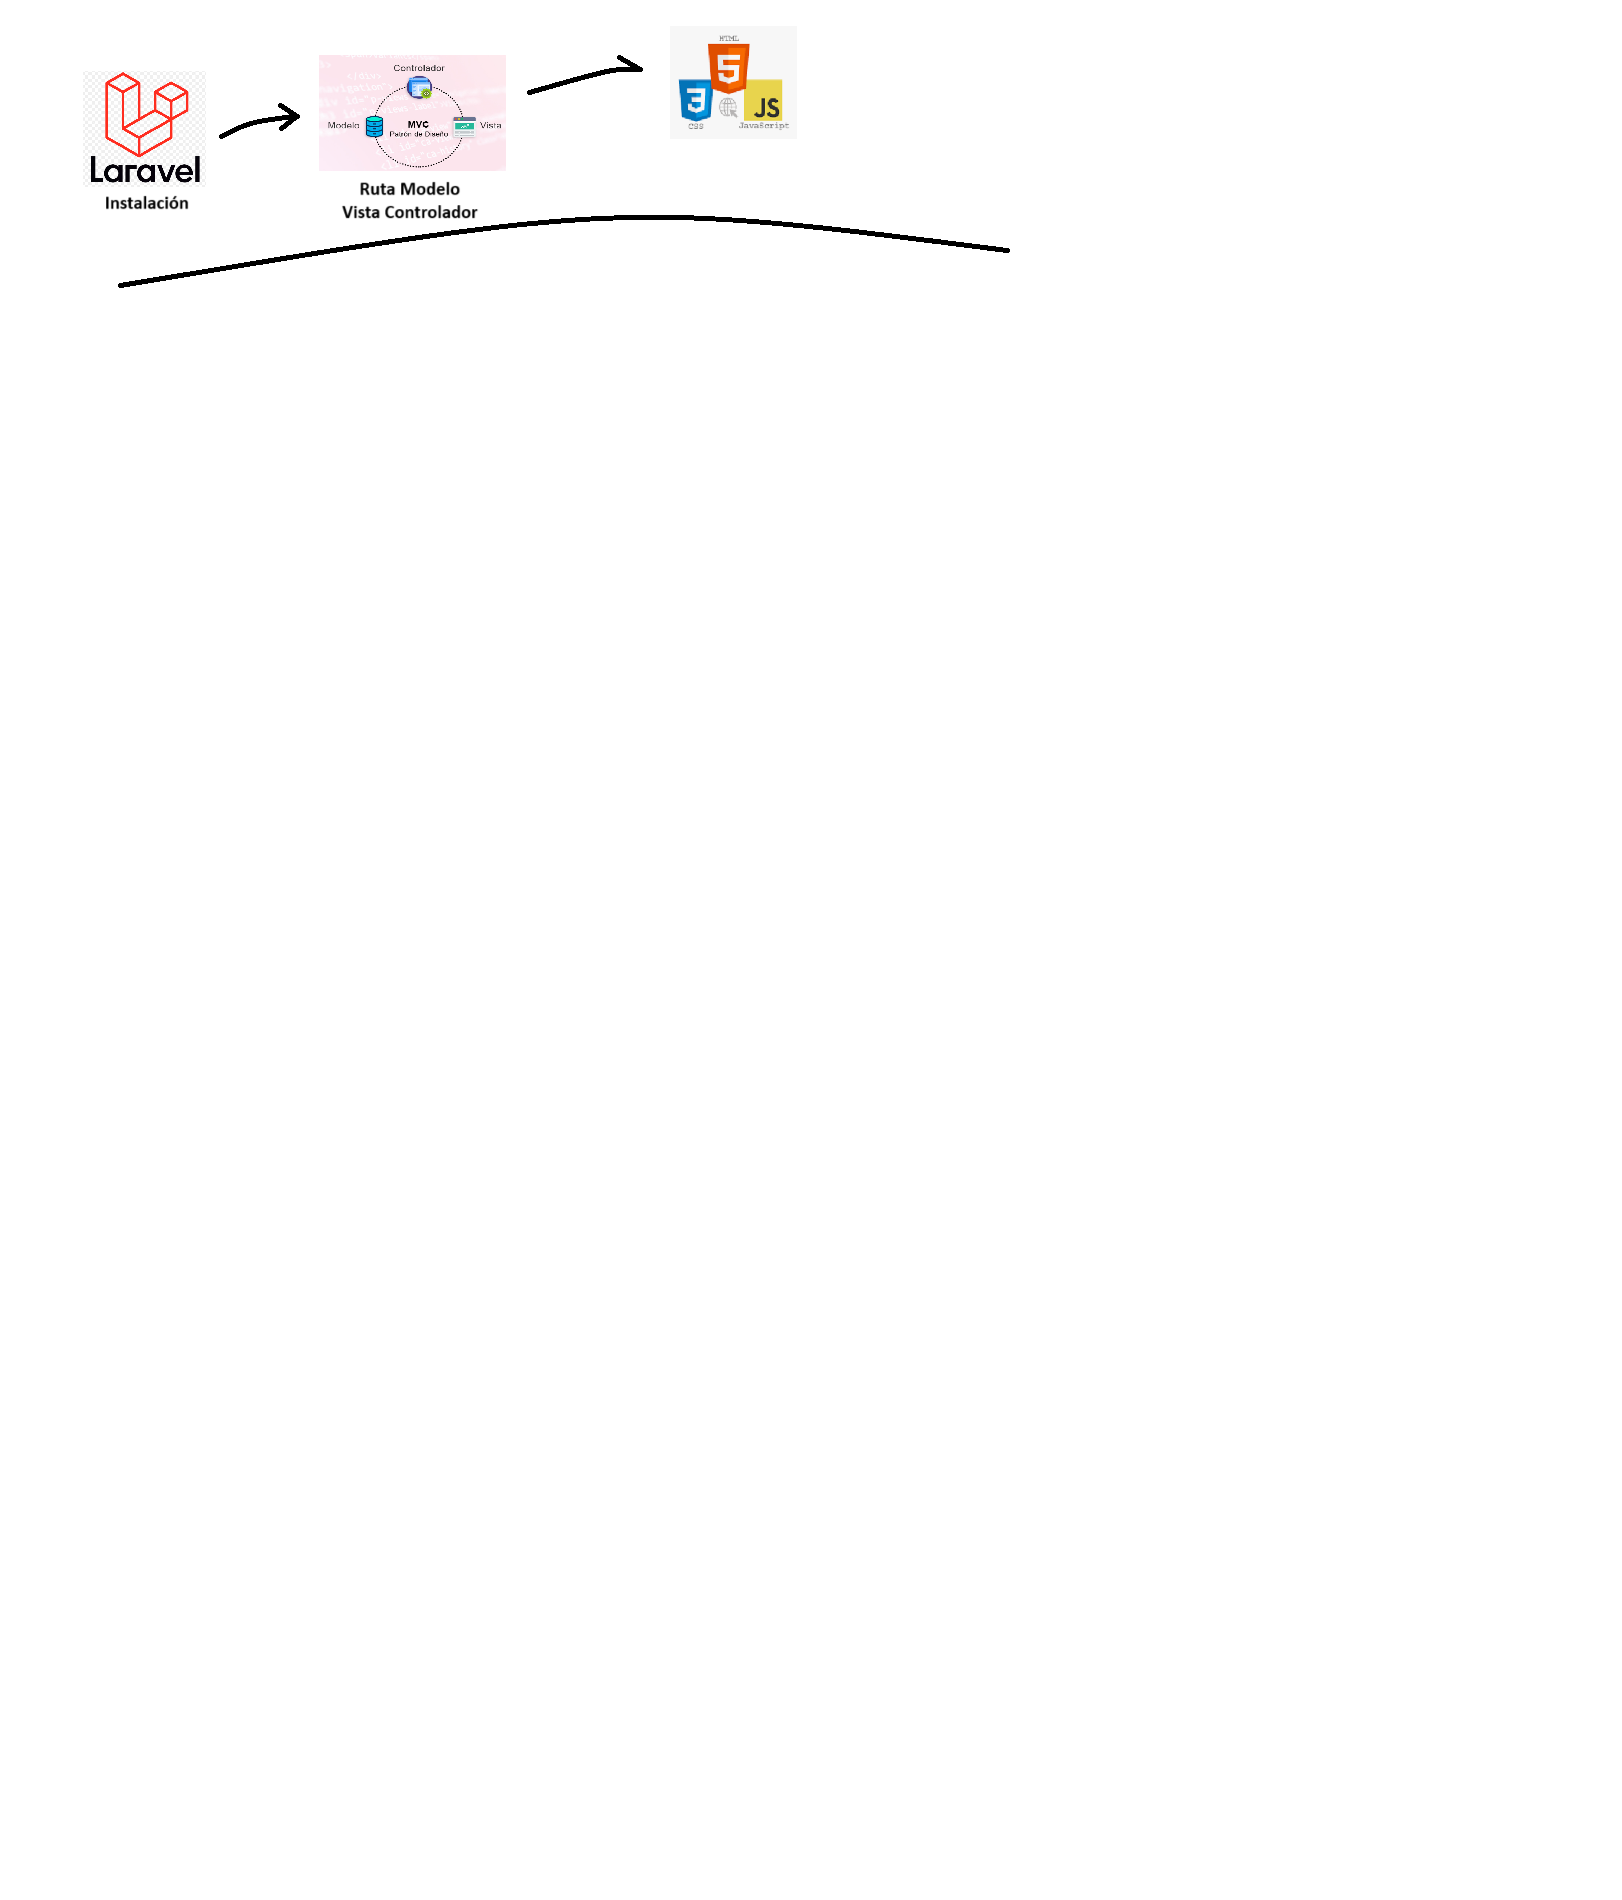 Laravel
Instalación
Controlador
Modelo
MVC
Patrón de Diseño
Vista
Ruta Modelo
Vista Controlador
HTML
5
3
JS
CSS
JavaScript